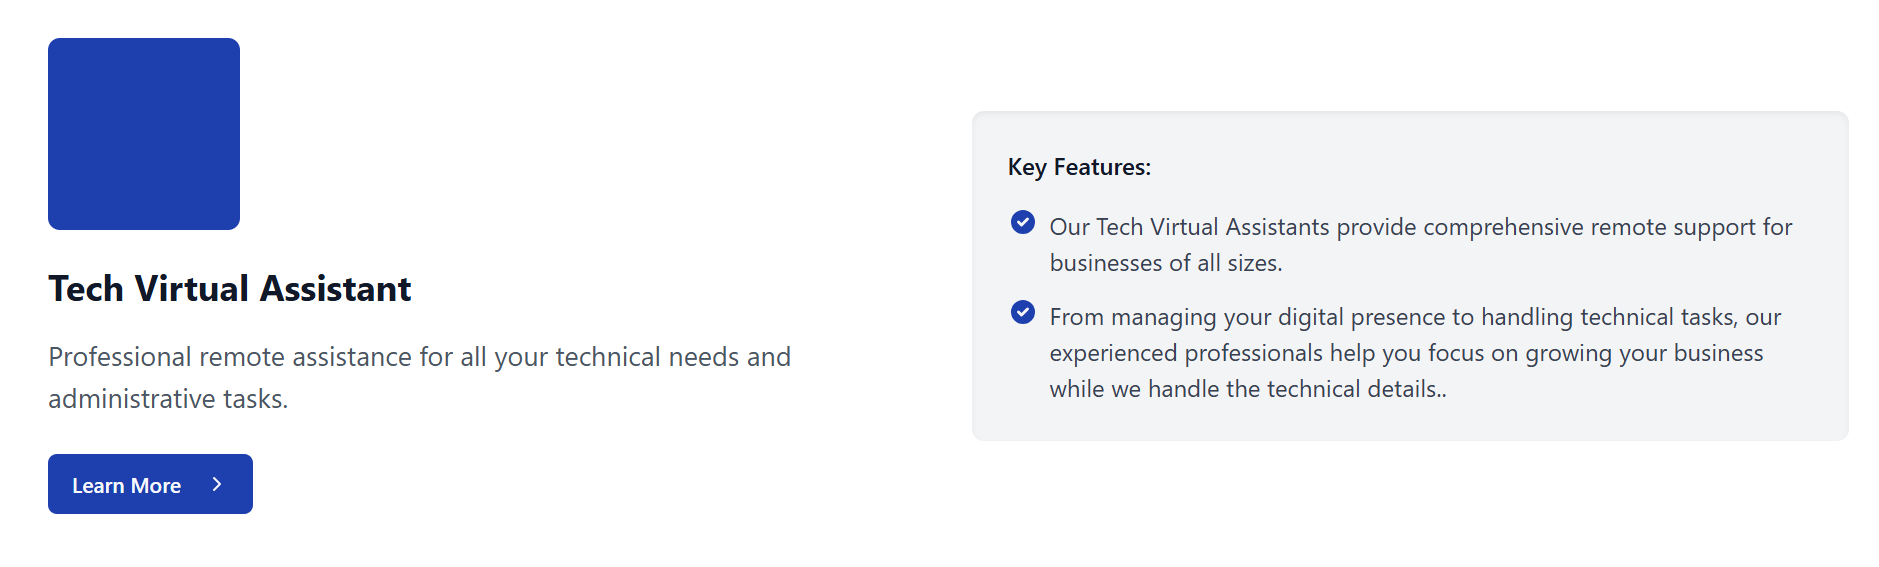 Tech Virtual Assistant
Professional remote assistance for all your technical needs and
administrative tasks.
Learn More
Key Features:
Our Tech Virtual Assistants provide comprehensive remote support for
businesses of all sizes.
From managing your digital presence to handling technical tasks, our
experienced professionals help you focus on growing your business
while we handle the technical details..